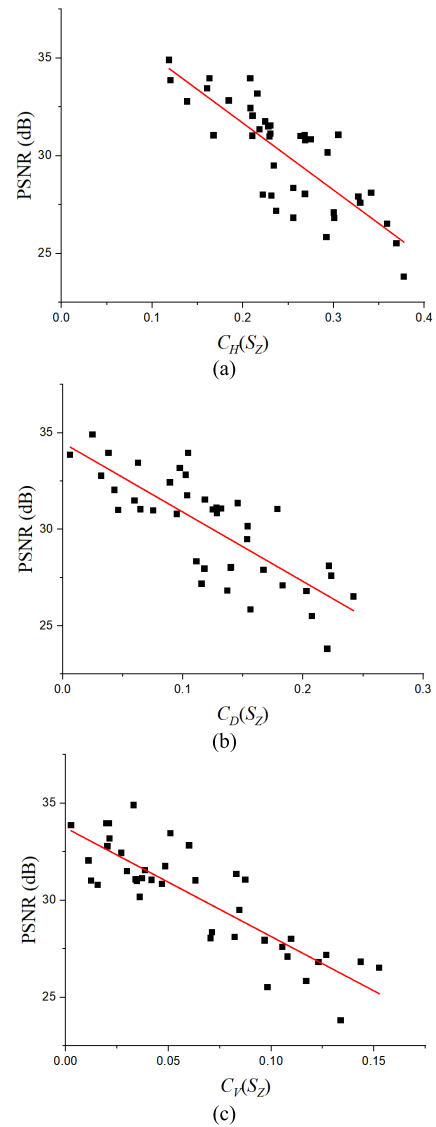 35
30
25
PSNR (dB)
0.0 0.1 0.2 0.3 0.4
C_H(S_Z)
(a)
35
30
25
PSNR (dB)
0.0 0.1 0.2 0.3
C_D(S_Z)
(b)
35
30
25
PSNR (dB)
0.00 0.05 0.10 0.15
C_V(S_Z)
(c)